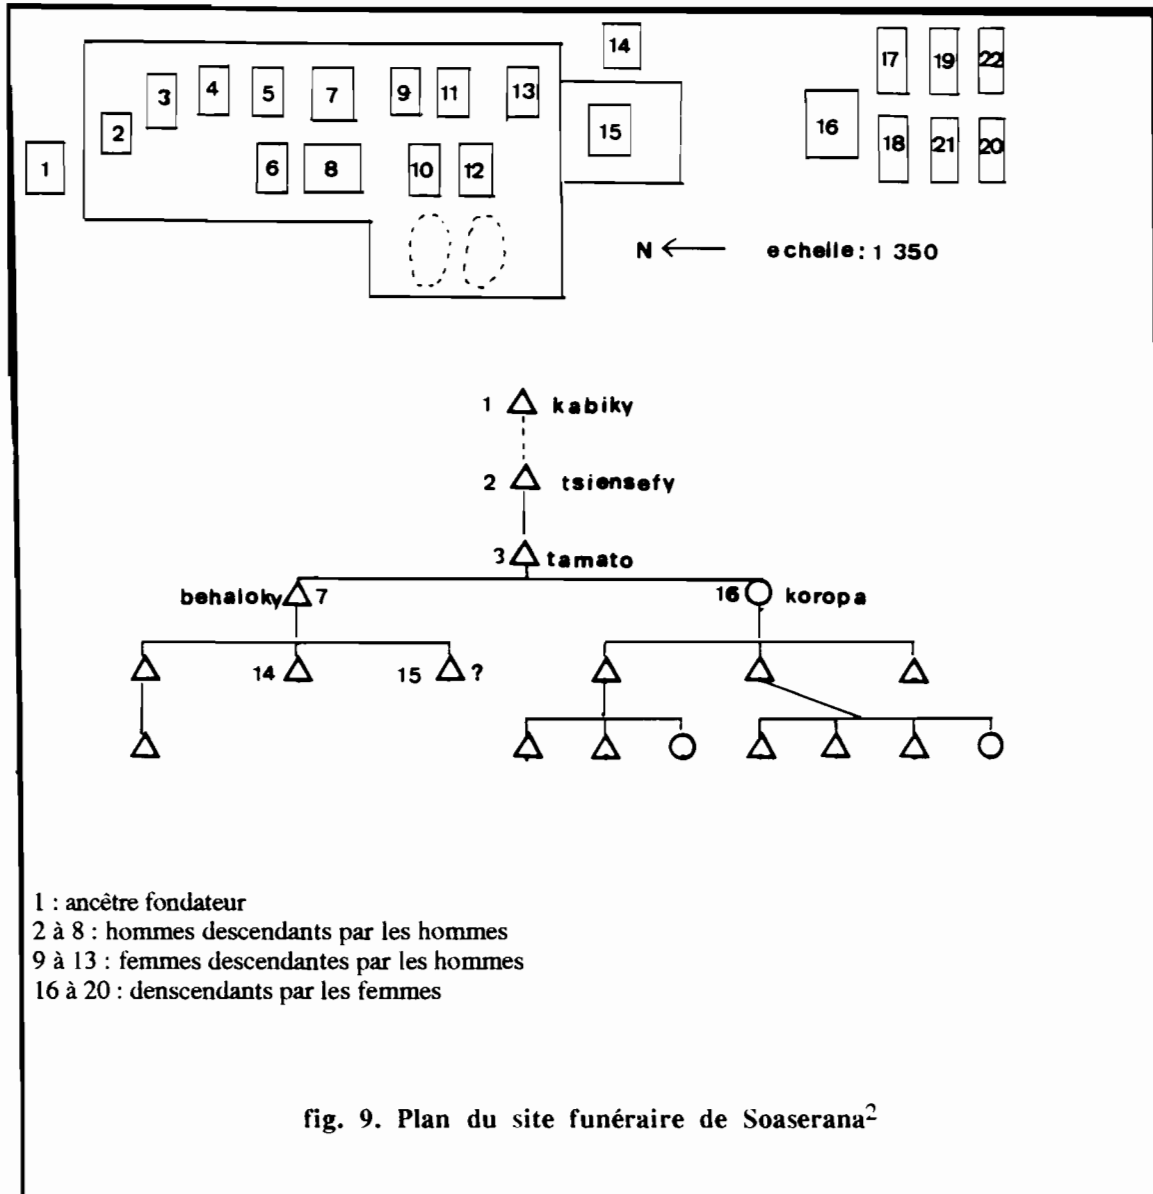 14 17 19 22
3 4 5 7 9 11 13
2 15 16
1 6 8 10 12 18 21 20
N echelle: 1 350
1 kabiky
2 tsiensefy
3 tamato
behaloky 7 16 koropa
14 15 ?
1 : ancêtre fondateur
2 à 8 : hommes descendants par les hommes
9 à 13 : femmes descendantes par les hommes
16 à 20 : denscendants par les femmes
fig. 9. Plan du site funéraire de Soaserana2